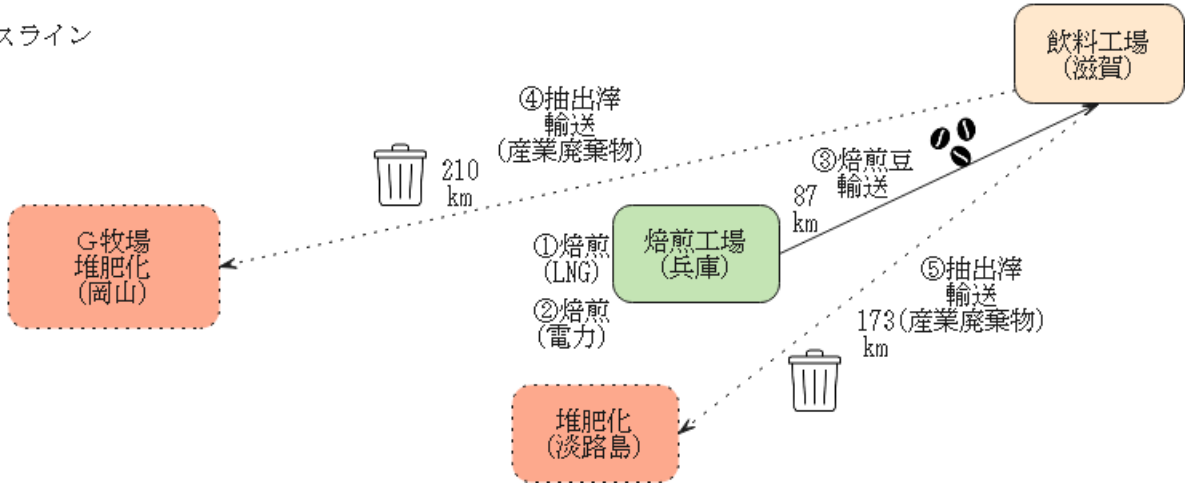 スライン
飲料工場
(滋賀)
④抽出滓
輸送
(産業廃棄物)
210
km
③焙煎豆
輸送
87
km
G牧場
堆肥化
(岡山)
①焙煎
(LNG)
②焙煎
(電力)
焙煎工場
(兵庫)
⑤抽出滓
輸送
173(産業廃棄物)
km
堆肥化
(淡路島)